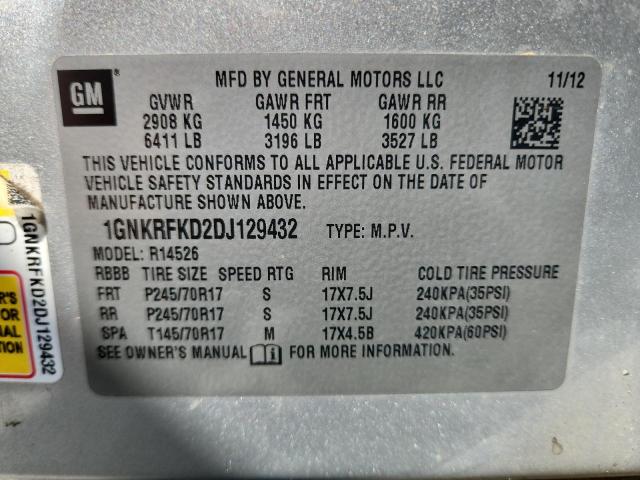 GM
MFD BY GENERAL MOTORS LLC 11/12
GVWR GAWR FRT GAWR RR
2908 KG 1450 KG 1600 KG
6411 LB 3196 LB 3527 LB
THIS VEHICLE CONFORMS TO ALL APPLICABLE U.S. FEDERAL MOTOR
VEHICLE SAFETY STANDARDS IN EFFECT ON THE DATE OF
MANUFACTURE SHOWN ABOVE.
1GNKRFKD2DJ129432 TYPE: M.P.V.
MODEL: R14526
RBBB TIRE SIZE SPEED RTG RIM COLD TIRE PRESSURE
FRT P245/70R17 S 17X7.5J 240KPA(35PSI)
RR P245/70R17 S 17X7.5J 240KPA(35PSI)
SPA T145/70R17 M 17X4.5B 420KPA(60PSI)
SEE OWNER'S MANUAL FOR MORE INFORMATION.
1GNKRFKD2DJ129432